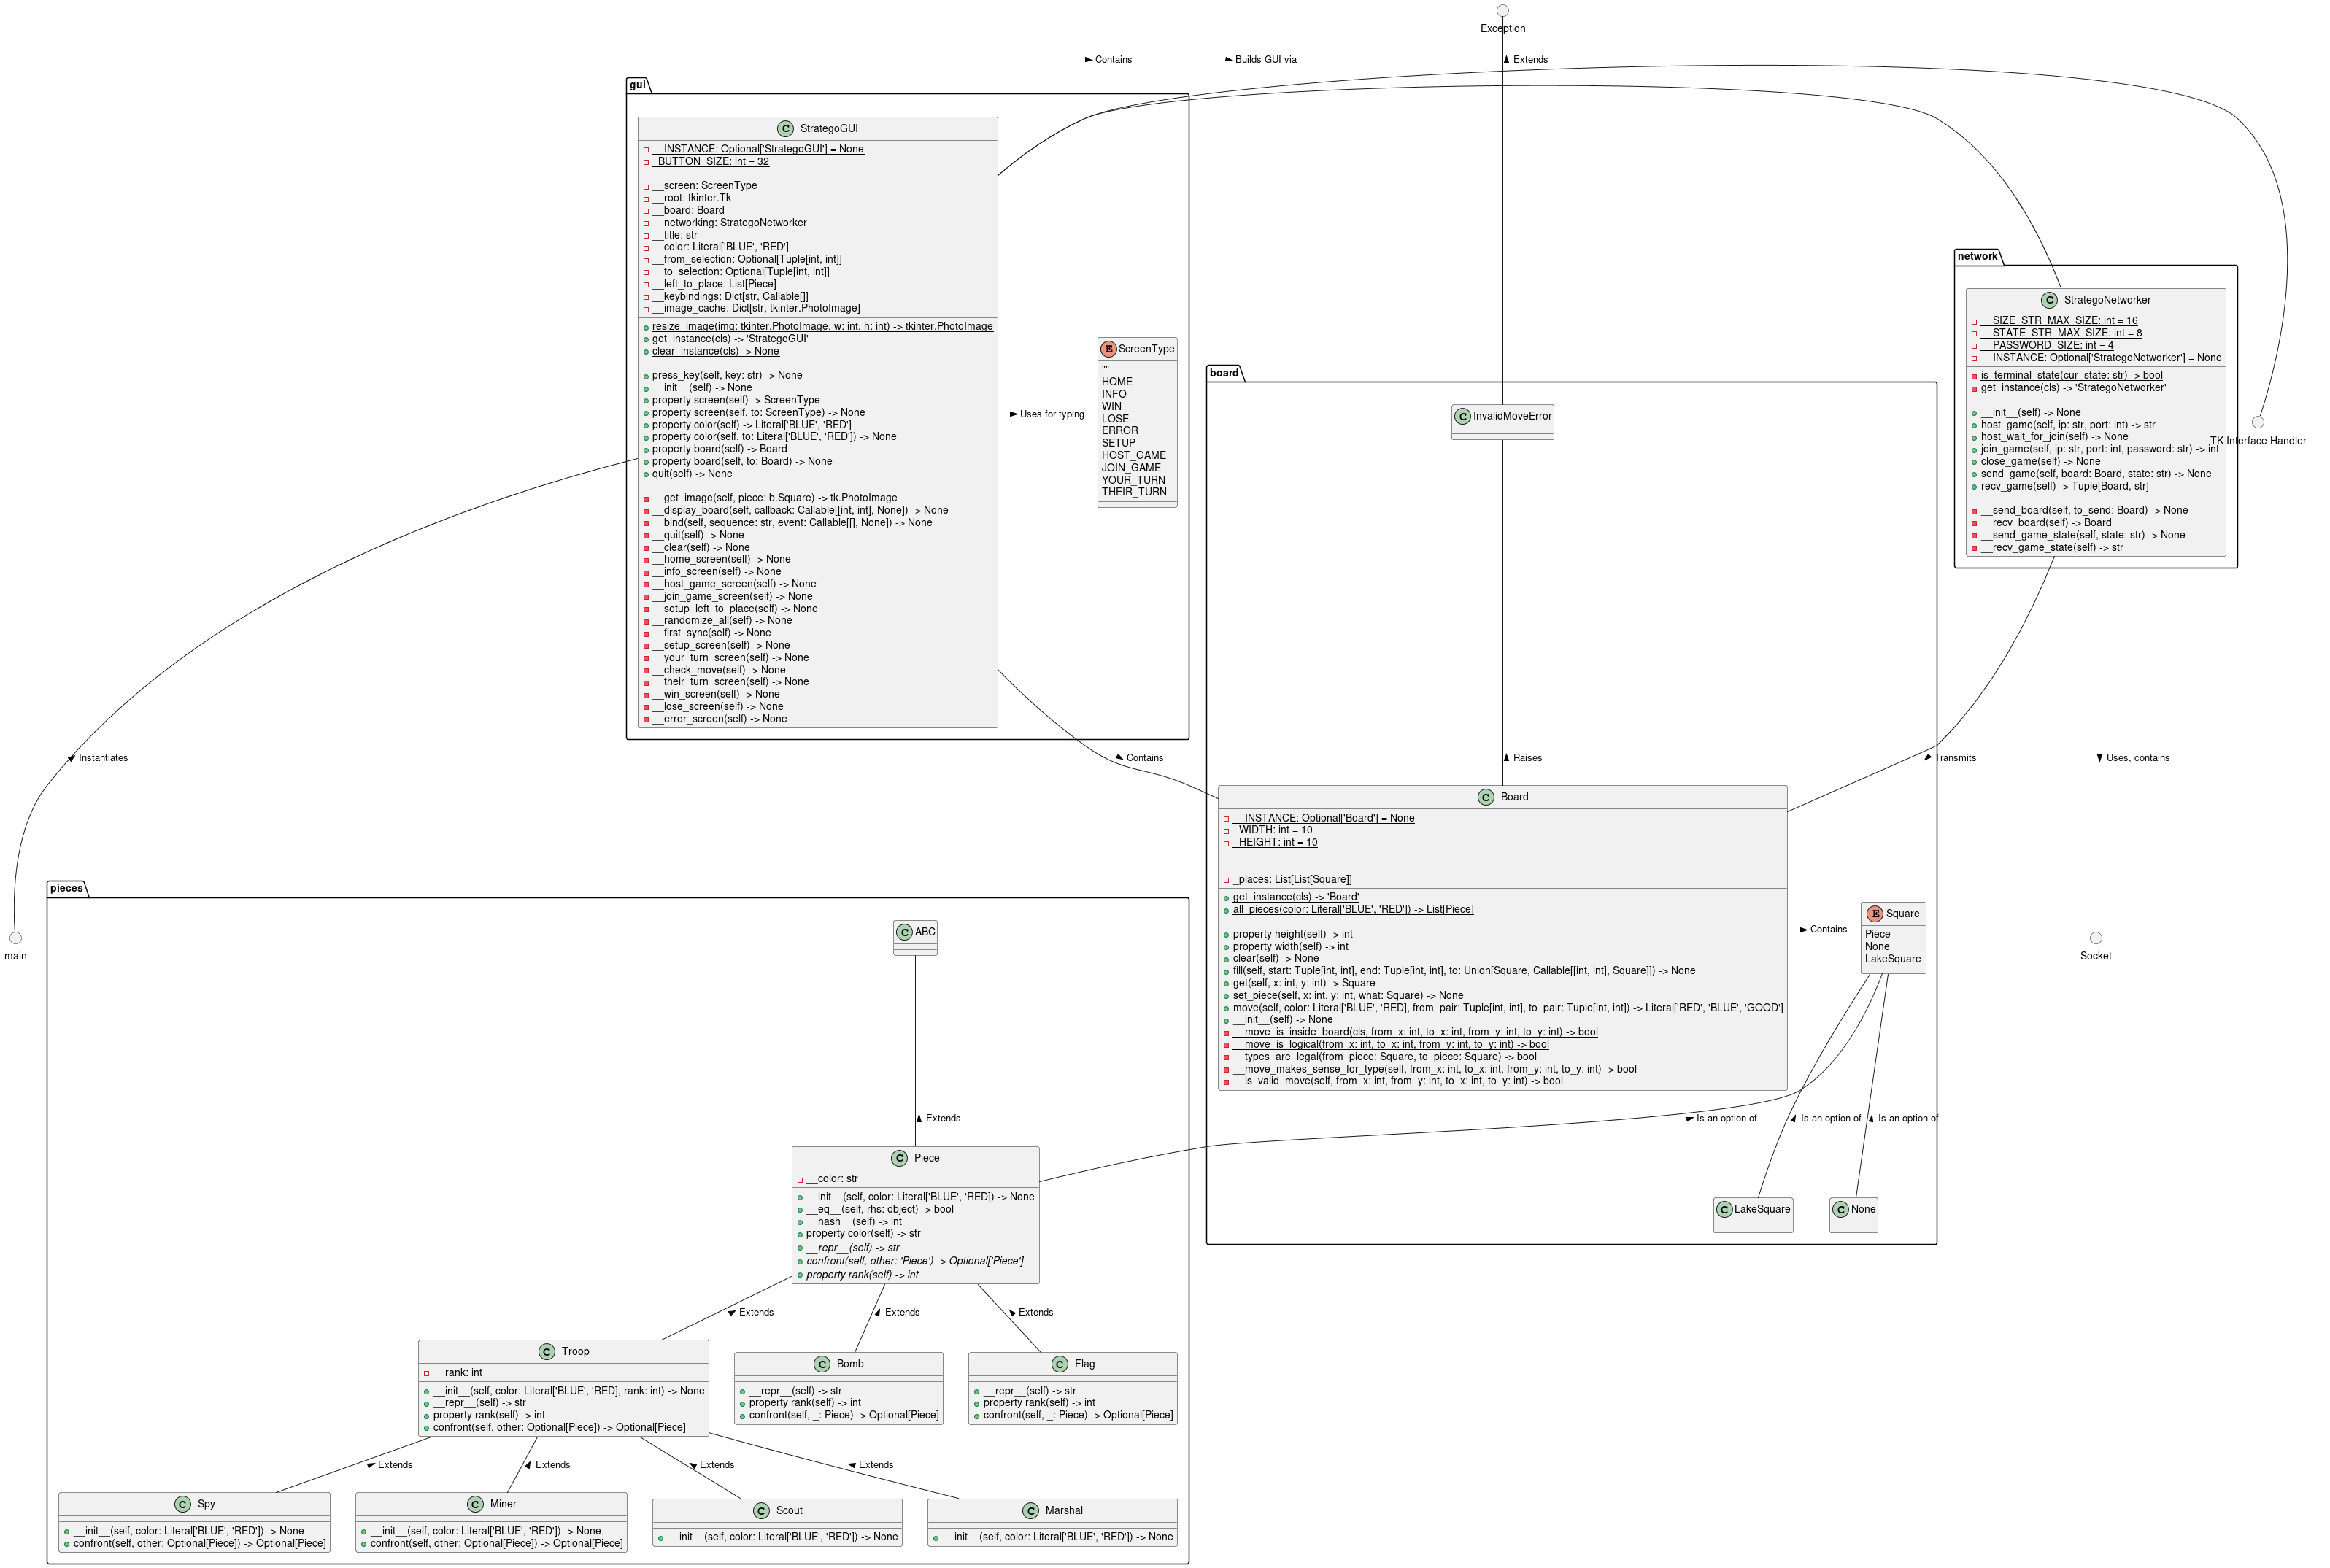 Exception
Contains
Builds GUI via
Extends
gui
StrategoGUI
__INSTANCE: Optional['StrategoGUI'] = None
_BUTTON_SIZE: int = 32
__screen: ScreenType
__root: tkinter.Tk
__board: Board
__networking: StrategoNetworker
__title: str
__color: Literal['BLUE', 'RED']
__from_selection: Optional[Tuple[int, int]]
__to_selection: Optional[Tuple[int, int]]
__left_to_place: List[Piece]
__keybindings: Dict[str, Callable[]]
__image_cache: Dict[str, tkinter.PhotoImage]
resize_image(img: tkinter.PhotoImage, w: int, h: int) -> tkinter.PhotoImage
get_instance(cls) -> 'StrategoGUI'
clear_instance(cls) -> None
press_key(self, key: str) -> None
__init__(self) -> None
property screen(self) -> ScreenType
property screen(self, to: ScreenType) -> None
property color(self) -> Literal['BLUE', 'RED']
property color(self, to: Literal['BLUE', 'RED']) -> None
property board(self) -> Board
property board(self, to: Board) -> None
quit(self) -> None
__get_image(self, piece: b.Square) -> tk.PhotoImage
__display_board(self, callback: Callable[[int, int], None]) -> None
__bind(self, sequence: str, event: Callable[[], None]) -> None
__quit(self) -> None
__clear(self) -> None
__home_screen(self) -> None
__info_screen(self) -> None
__host_game_screen(self) -> None
__join_game_screen(self) -> None
__setup_left_to_place(self) -> None
__randomize_all(self) -> None
__first_sync(self) -> None
__setup_screen(self) -> None
__your_turn_screen(self) -> None
__check_move(self) -> None
__their_turn_screen(self) -> None
__win_screen(self) -> None
__lose_screen(self) -> None
__error_screen(self) -> None
Uses for typing
E ScreenType
""
HOME
INFO
WIN
LOSE
ERROR
SETUP
HOST_GAME
JOIN_GAME
YOUR_TURN
THEIR_TURN
network
C StrategoNetworker
__SIZE_STR_MAX_SIZE: int = 16
__STATE_STR_MAX_SIZE: int = 8
__PASSWORD_SIZE: int = 4
__INSTANCE: Optional['StrategoNetworker'] = None
is_terminal_state(cur_state: str) -> bool
get_instance(cls) -> 'StrategoNetworker'
__init__(self) -> None
host_game(self, ip: str, port: int) -> str
host_wait_for_join(self) -> None
join_game(self, ip: str, port: int, password: str) -> int
close_game(self) -> None
send_game(self, board: Board, state: str) -> None
recv_game(self) -> Tuple[Board, str]
__send_board(self, to_send: Board) -> None
__recv_board(self) -> Board
__send_game_state(self, state: str) -> None
__recv_game_state(self) -> str
TK Interface Handler
board
C InvalidMoveError
Instantiates
Contains
Raises
Transmits
Uses, contains
C Board
__INSTANCE: Optional['Board'] = None
_WIDTH: int = 10
_HEIGHT: int = 10
_places: List[List[Square]]
get_instance(cls) -> 'Board'
all_pieces(color: Literal['BLUE', 'RED']) -> List[Piece]
property height(self) -> int
property width(self) -> int
clear(self) -> None
fill(self, start: Tuple[int, int], end: Tuple[int, int], to: Union[Square, Callable[[int, int], Square]]) -> None
get(self, x: int, y: int) -> Square
set_piece(self, x: int, y: int, what: Square) -> None
move(self, color: Literal['BLUE', 'RED], from_pair: Tuple[int, int], to_pair: Tuple[int, int]) -> Literal['RED', 'BLUE', 'GOOD']
__init__(self) -> None
__move_is_inside_board(cls, from_x: int, to_x: int, from_y: int, to_y: int) -> bool
__move_is_logical(from_x: int, to_x: int, from_y: int, to_y: int) -> bool
__types_are_legal(from_piece: Square, to_piece: Square) -> bool
__move_makes_sense_for_type(self, from_x: int, to_x: int, from_y: int, to_y: int) -> bool
__is_valid_move(self, from_x: int, from_y: int, to_x: int, to_y: int) -> bool
Contains
E Square
Piece
None
LakeSquare
main
Socket
pieces
C ABC
Extends
Is an option of
Is an option of
Is an option of
C Piece
__color: str
__init__(self, color: Literal['BLUE', 'RED]) -> None
__eq__(self, rhs: object) -> bool
__hash__(self) -> int
property color(self) -> str
__repr__(self) -> str
confront(self, other: 'Piece') -> Optional['Piece']
property rank(self) -> int
C LakeSquare
C None
Extends
Extends
Extends
C Troop
__rank: int
__init__(self, color: Literal['BLUE', 'RED], rank: int) -> None
__repr__(self) -> str
property rank(self) -> int
confront(self, other: Optional[Piece]) -> Optional[Piece]
C Bomb
__repr__(self) -> str
property rank(self) -> int
confront(self, _: Piece) -> Optional[Piece]
C Flag
__repr__(self) -> str
property rank(self) -> int
confront(self, _: Piece) -> Optional[Piece]
Extends
Extends
Extends
Extends
C Spy
__init__(self, color: Literal['BLUE', 'RED']) -> None
confront(self, other: Optional[Piece]) -> Optional[Piece]
C Miner
__init__(self, color: Literal['BLUE', 'RED']) -> None
confront(self, other: Optional[Piece]) -> Optional[Piece]
C Scout
__init__(self, color: Literal['BLUE', 'RED']) -> None
C Marshal
__init__(self, color: Literal['BLUE', 'RED']) -> None